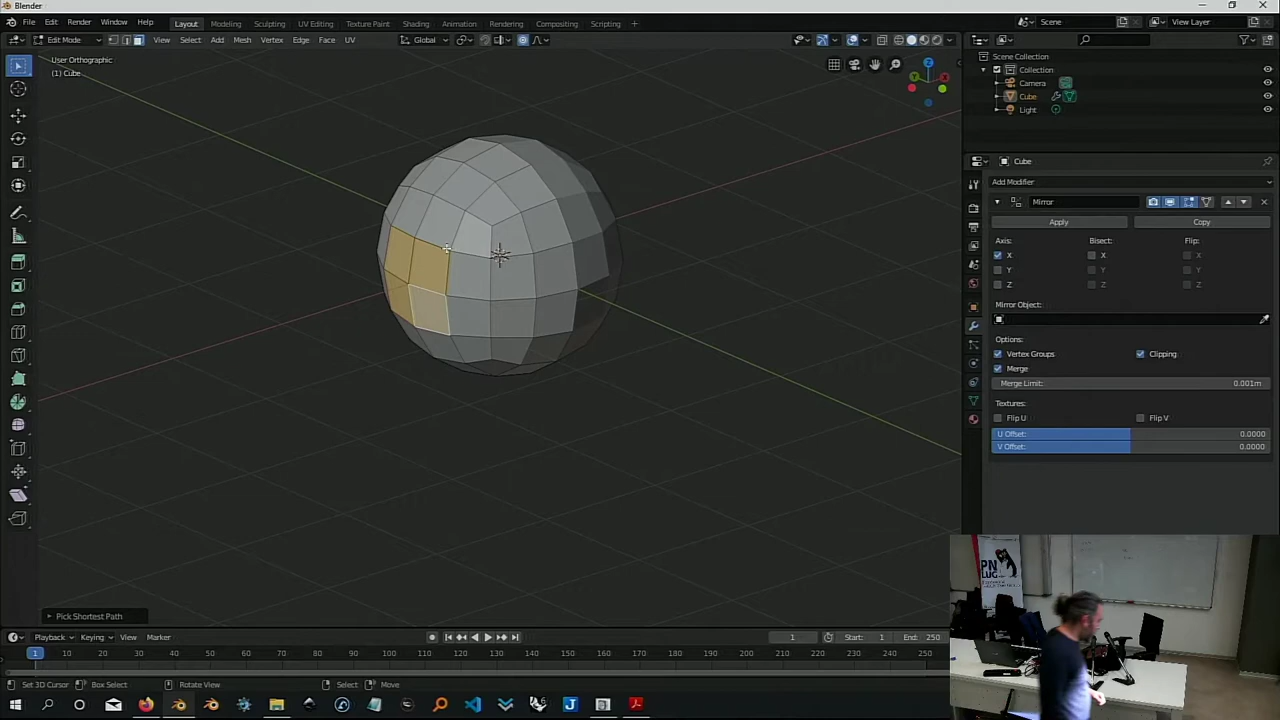 Blender
File Edit Render Window Help Layout Modeling Sculpting UV Editing Texture Paint Shading Animation Rendering Compositing Scripting + Scene View Layer
Edit Mode View Select Add Mesh Vertex Edge Face UV Global
User Orthographic
(1) Cube
Scene Collection
Collection
Camera
Cube
Light
Cube
Add Modifier
Mirror
Apply Copy
Axis: Bisect: Flip:
X X X
Y Y Y
Z Z Z
Mirror Object:
Options:
Vertex Groups Clipping
Merge
Merge Limit: 0.001m
Textures:
Flip U Flip V
U Offset: 0.0000
V Offset: 0.0000
PN
LUG
Pick Shortest Path
Playback Keying View Marker 1 Start: 1 End: 250
1 10 20 30 40 50 60 70 80 90 100 110 120 130 140 150 160 170 180 190 200 210 220 230 240 250
Set 3D Cursor Box Select Rotate View Select Move